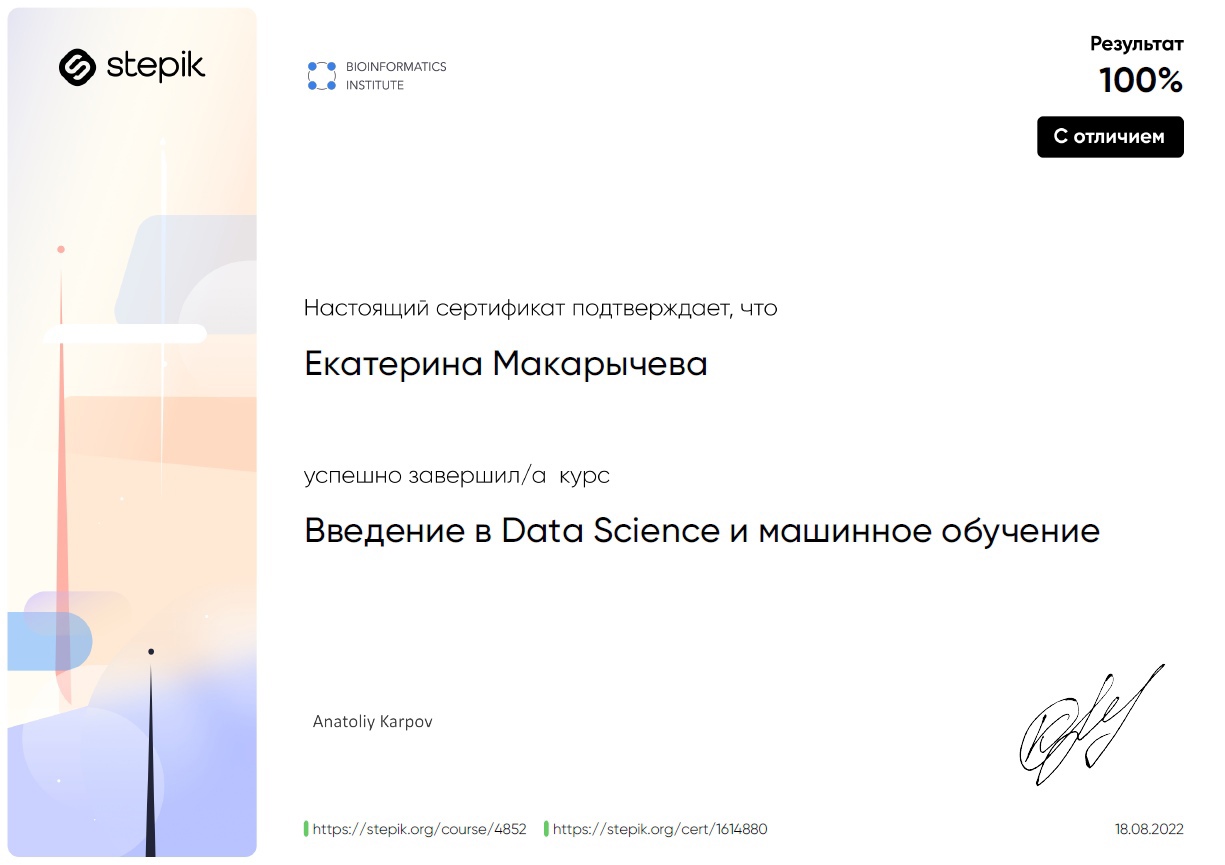 stepik
BIOINFORMATICS
INSTITUTE
Результат
100%
С отличием
Настоящий сертификат подтверждает, что
Екатерина Макарычева
успешно завершил/а курс
Введение в Data Science и машинное обучение
Anatoliy Karpov
https://stepik.org/course/4852 https://stepik.org/cert/1614880
18.08.2022